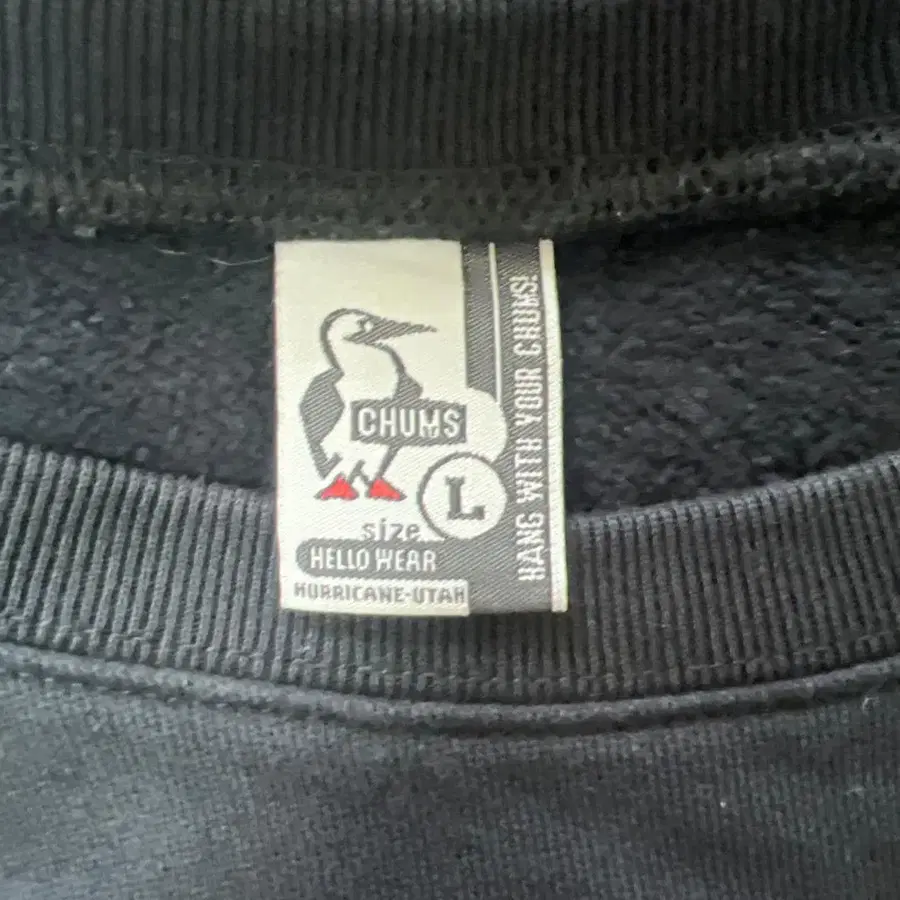 CHUMS
L
size
HELLO WEAR
HURRICANE-UTAH
HANG WITH YOUR CHUMS!